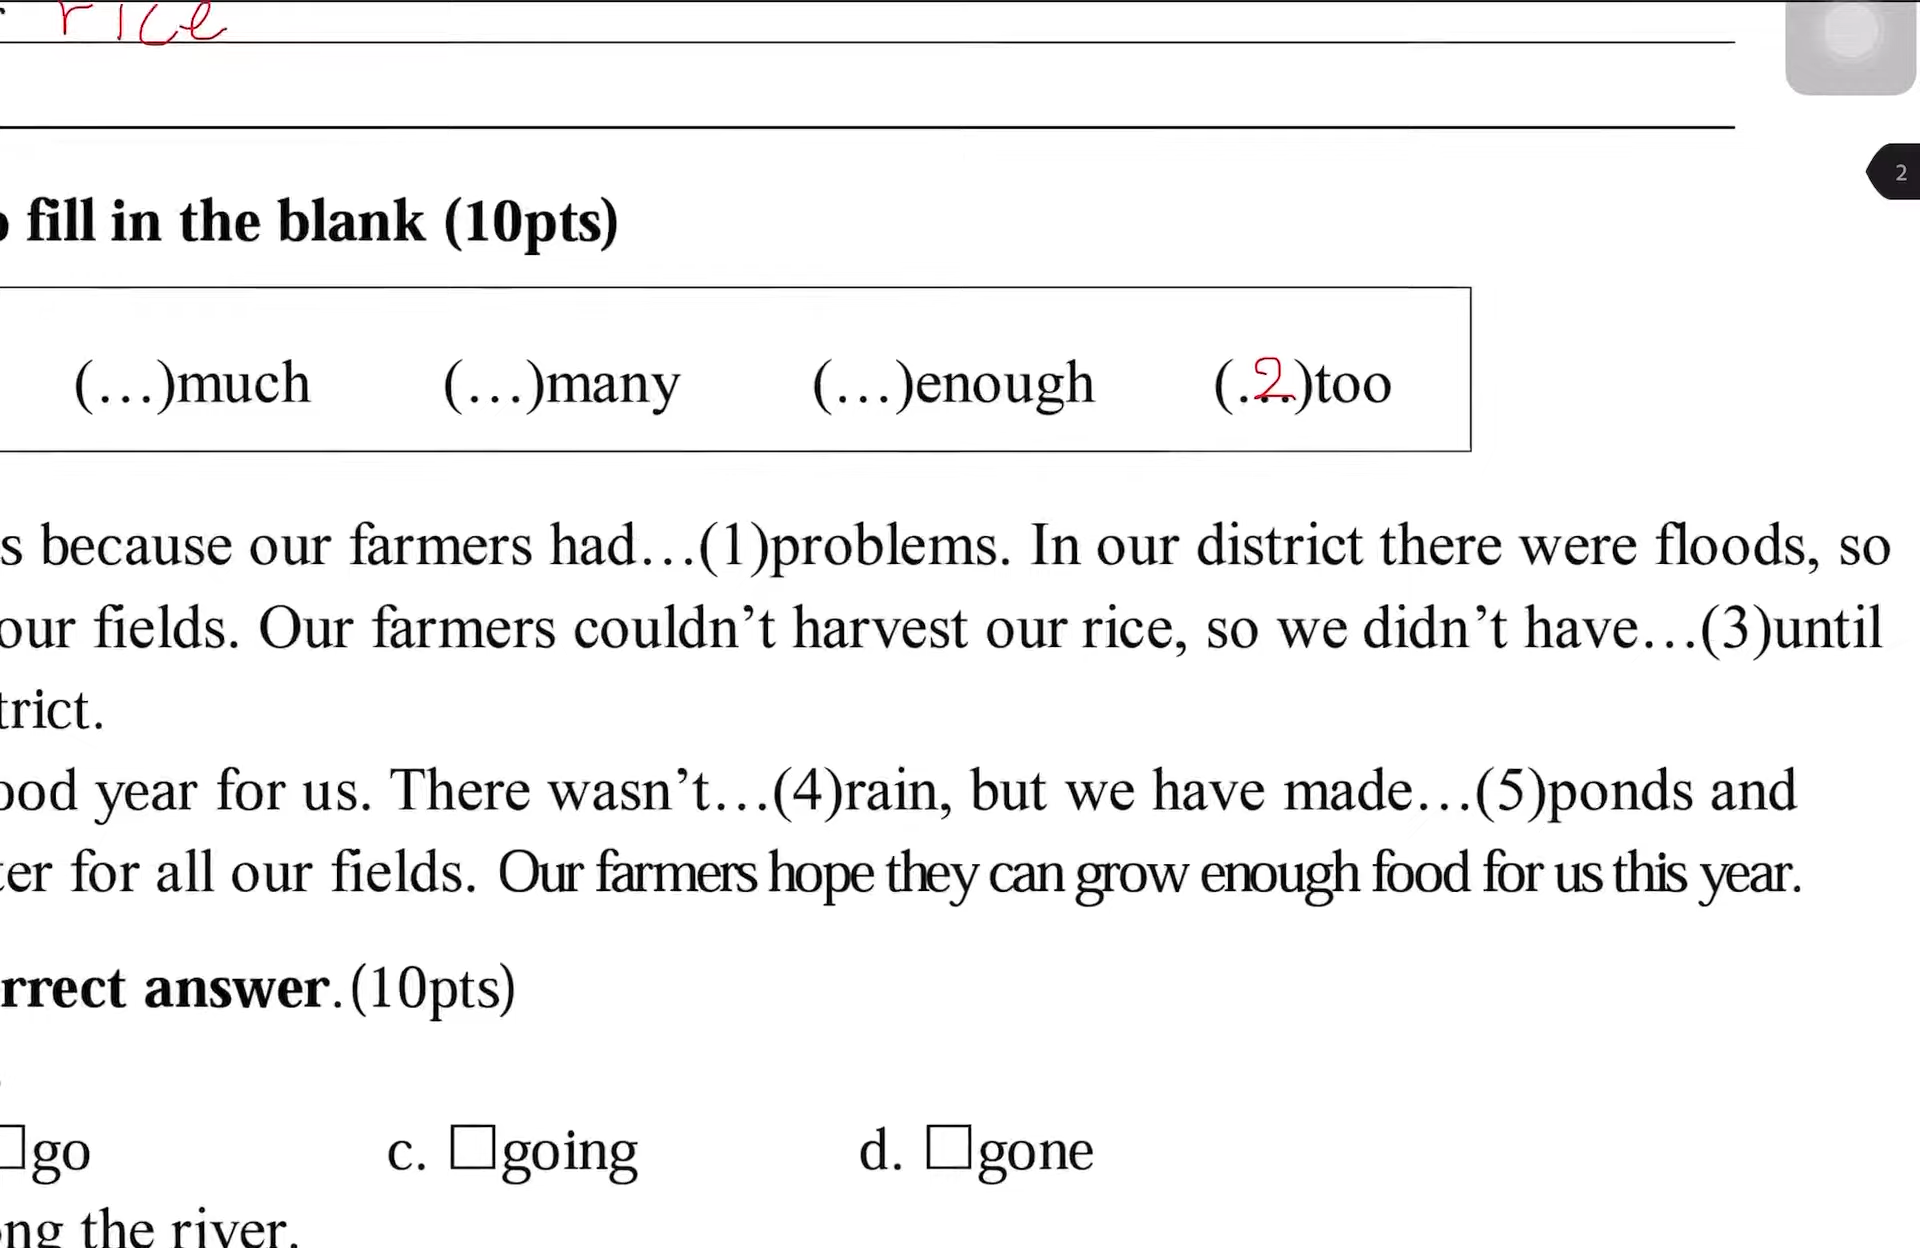 rice
2
fill in the blank (10pts)
(...)much (...)many (...)enough (.2.)too
s because our farmers had...(1)problems. In our district there were floods, so
our fields. Our farmers couldn't harvest our rice, so we didn't have...(3)until
trict.
ood year for us. There wasn't...(4)rain, but we have made...(5)ponds and
ter for all our fields. Our farmers hope they can grow enough food for us this year.
rrect answer.(10pts)
☐go c. ☐going d. ☐gone
ng the river.